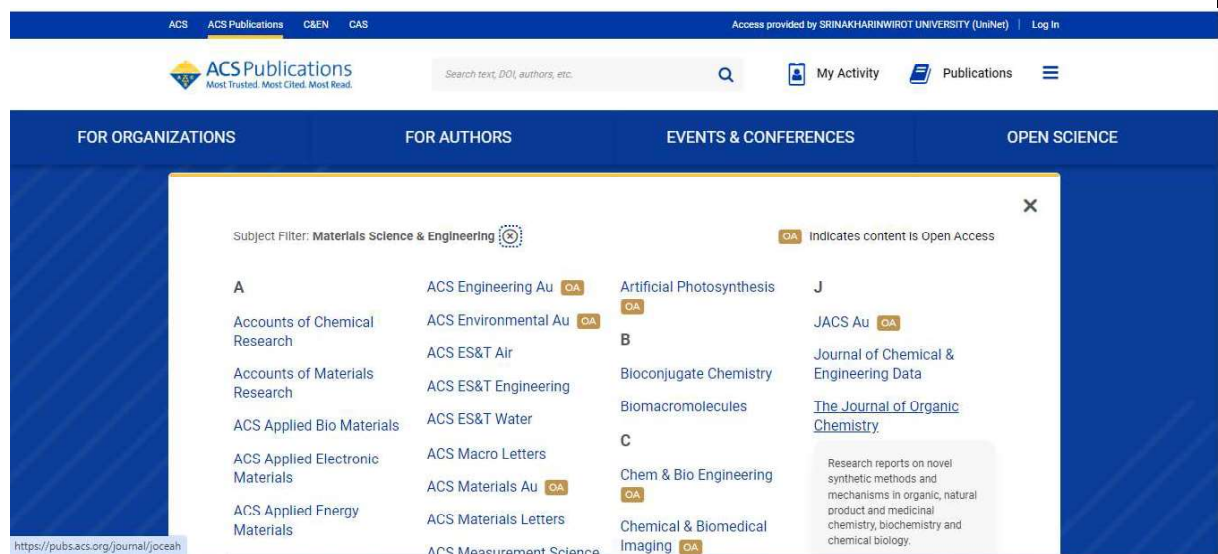 ACS ACS Publications C&EN CAS Access provided by SRINAKHARINWIROT UNIVERSITY (UniNet) | Log In
ACS Publications
Most Trusted. Most Cited. Most Read.
Search text, DOI, authors, etc.
My Activity
Publications
FOR ORGANIZATIONS FOR AUTHORS EVENTS & CONFERENCES OPEN SCIENCE
Subject Filter: Materials Science & Engineering
OA Indicates content is Open Access
A
Accounts of Chemical
Research
Accounts of Materials
Research
ACS Applied Bio Materials
ACS Applied Electronic
Materials
ACS Applied Energy
Materials
ACS Engineering Au OA
ACS Environmental Au OA
ACS ES&T Air
ACS ES&T Engineering
ACS ES&T Water
ACS Macro Letters
ACS Materials Au OA
ACS Materials Letters
ACS Measurement Science
Artificial Photosynthesis
OA
B
Bioconjugate Chemistry
Biomacromolecules
C
Chem & Bio Engineering
OA
Chemical & Biomedical
Imaging OA
J
JACS Au OA
Journal of Chemical &
Engineering Data
The Journal of Organic
Chemistry
Research reports on novel
synthetic methods and
mechanisms in organic, natural
product and medicinal
chemistry, biochemistry and
chemical biology.
https://pubs.acs.org/journal/joceah